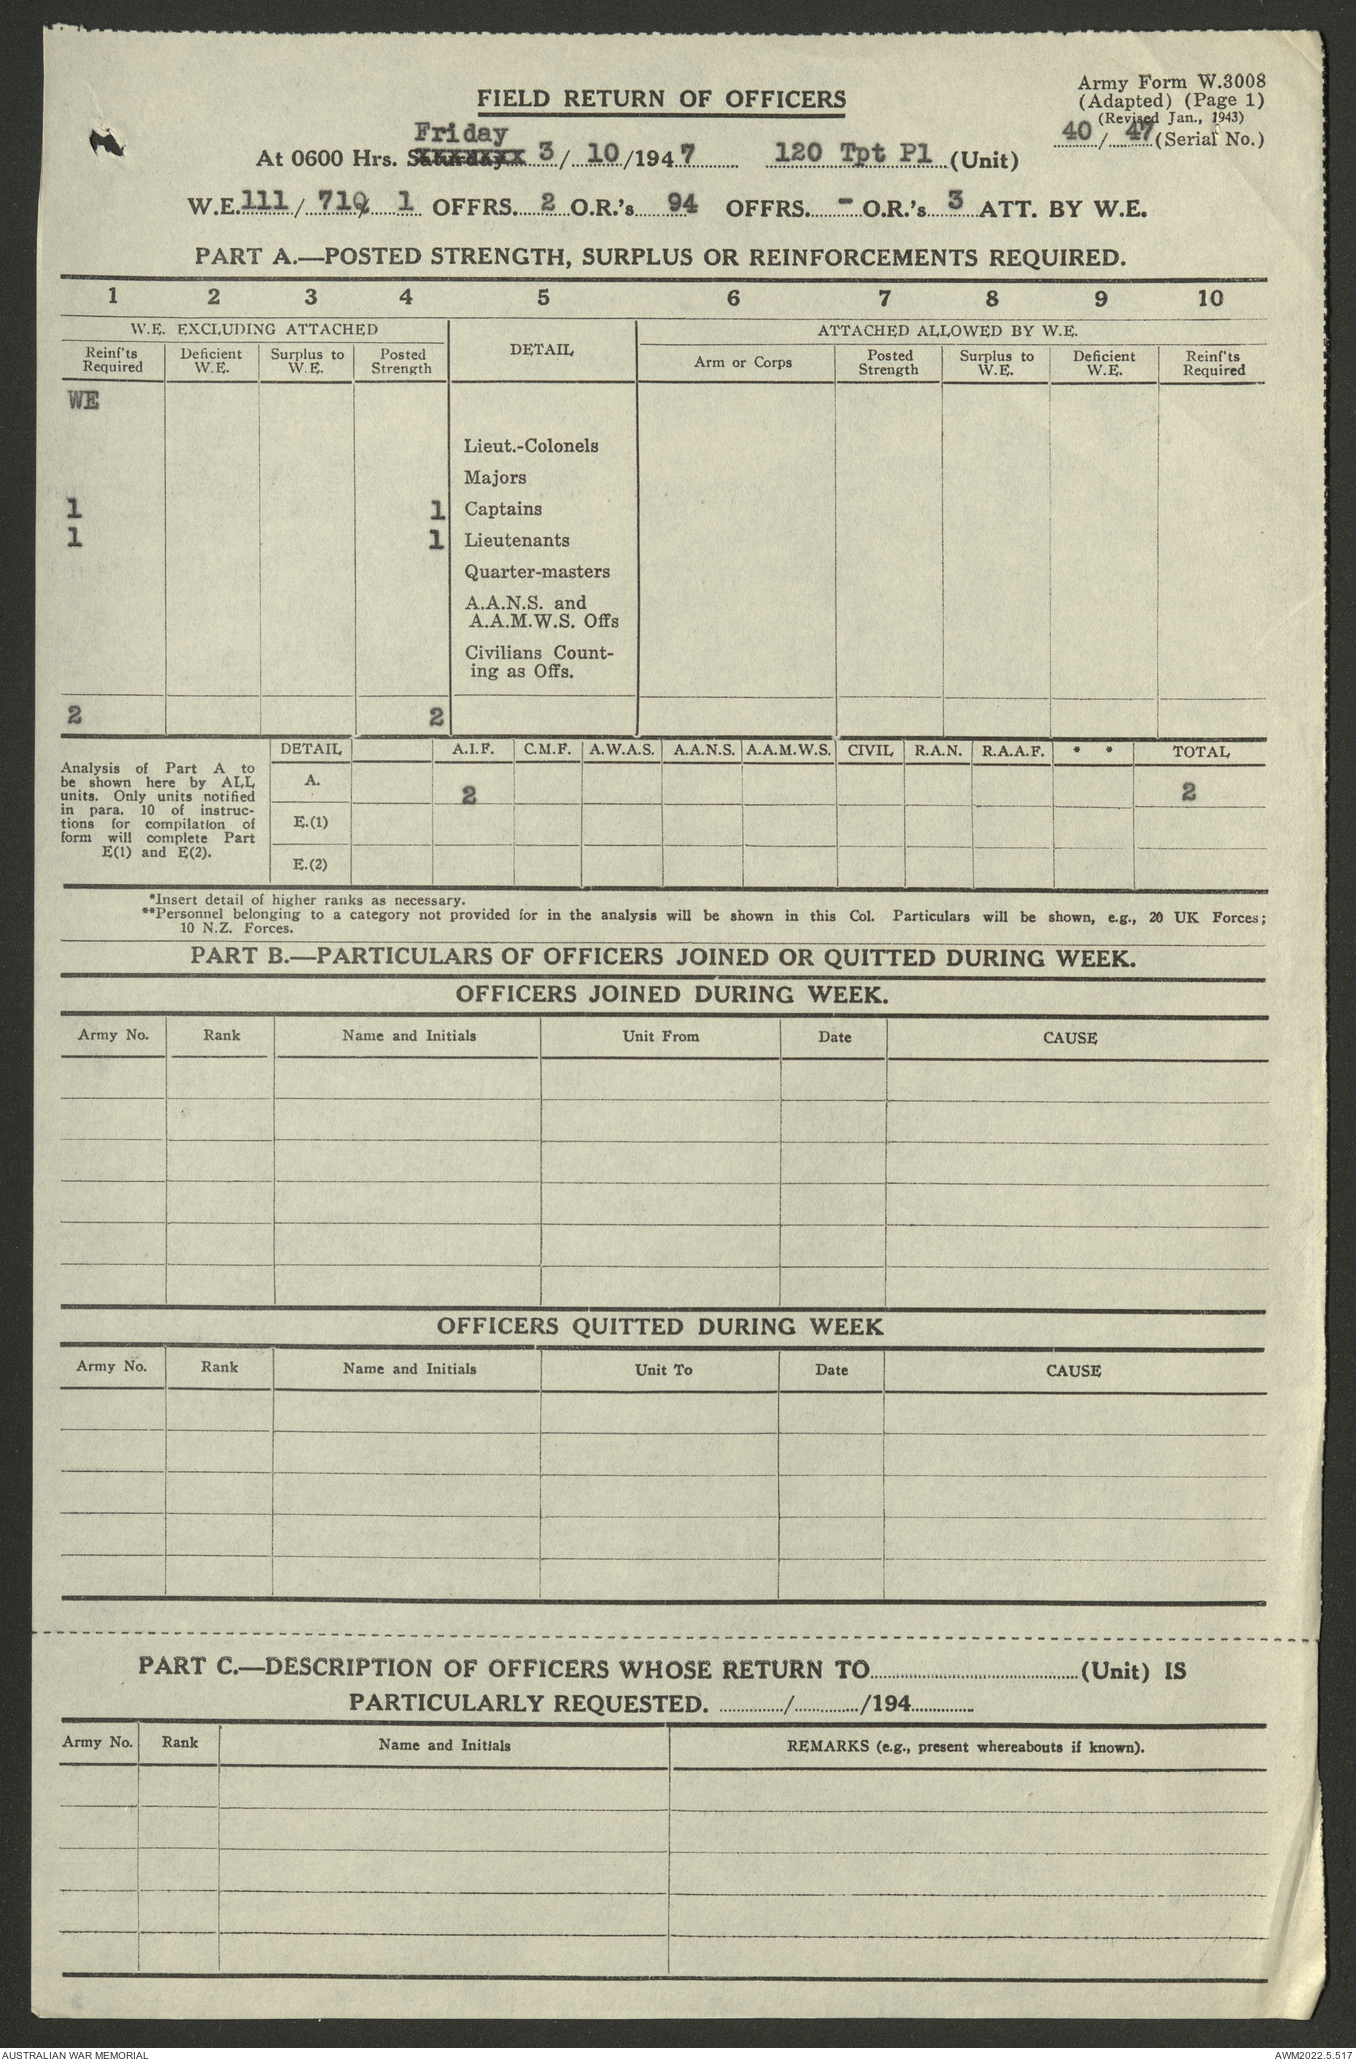 Army Form W.3008
FIELD RETURN OF OFFICERS
(Adapted) (Page 1)
(Revised Jan., 1943)
40/47 (Serial No.)
Friday
At 0600 Hrs. Saturdayxx 3/10/1947 120 Tpt Pl (Unit)
W.E. 111/ 71 / 1 OFFRS. 2 O.R.'s 94 OFFRS. - O.R.'s 3 ATT. BY W.E.
PART A.—POSTED STRENGTH, SURPLUS OR REINFORCEMENTS REQUIRED.
1 2 3 4 5 6 7 8 9 10
W.E. EXCLUDING ATTACHED DETAIL ATTACHED ALLOWED BY W.E.
Reinf'ts Deficient Surplus to Posted Arm or Corps Posted Surplus to Deficient Reinf'ts
Required W.E. W.E. Strength Strength W.E. W.E. Required
WE
Lieut.-Colonels
Majors
1 1 Captains
1 1 Lieutenants
Quarter-masters
A.A.N.S. and
A.A.M.W.S. Offs
Civilians Count-
ing as Offs.
2 2
DETAIL A.I.F. C.M.F. A.W.A.S. A.A.N.S. A.A.M.W.S. CIVIL R.A.N. R.A.A.F. * * TOTAL
Analysis of Part A to
be shown here by ALL
units. Only units notified
in para. 10 of instruc-
tions for compilation of
form will complete Part
E(1) and E(2).
A. 2 2
E.(1)
E.(2)
*Insert detail of higher ranks as necessary.
**Personnel belonging to a category not provided for in the analysis will be shown in this Col. Particulars will be shown, e.g., 20 UK Forces;
10 N.Z. Forces.
PART B.—PARTICULARS OF OFFICERS JOINED OR QUITTED DURING WEEK.
OFFICERS JOINED DURING WEEK.
Army No. Rank Name and Initials Unit From Date CAUSE
OFFICERS QUITTED DURING WEEK
Army No. Rank Name and Initials Unit To Date CAUSE
PART C.—DESCRIPTION OF OFFICERS WHOSE RETURN TO..............(Unit) IS
PARTICULARLY REQUESTED. ............/............/194............
Army No. Rank Name and Initials REMARKS (e.g., present whereabouts if known).
AUSTRALIAN WAR MEMORIAL AWM2022.5.517